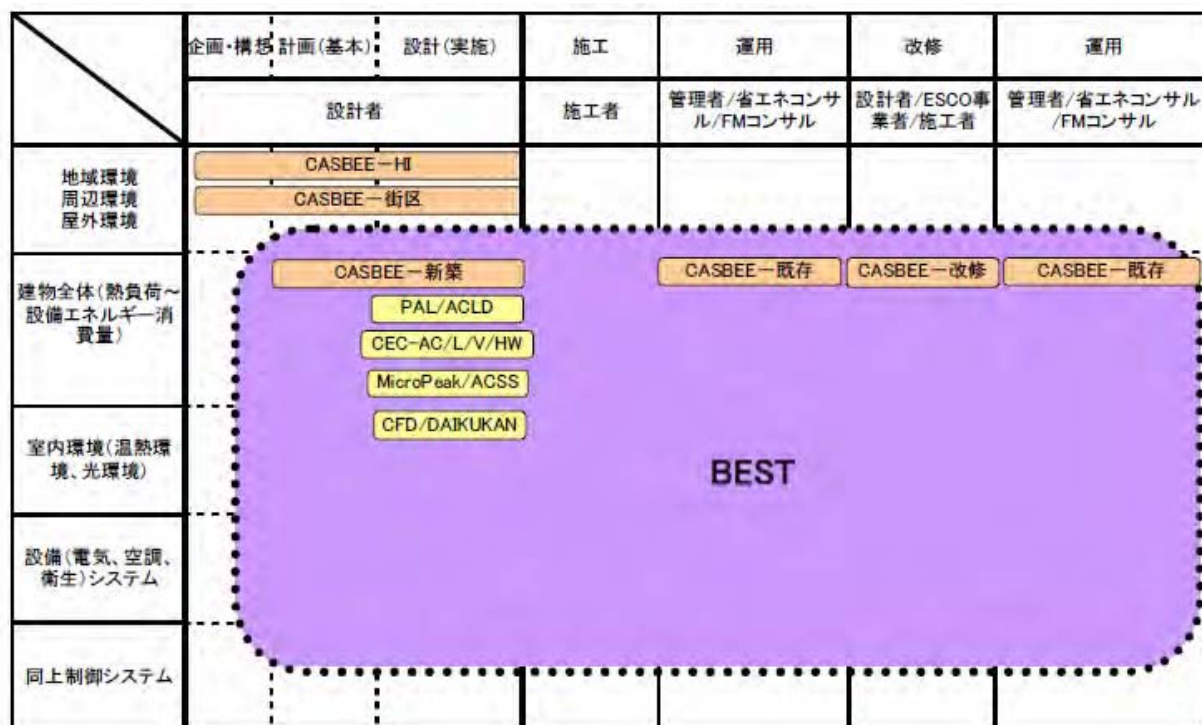 企画・構想
計画(基本)
設計(実施)
施工
運用
改修
運用
設計者
施工者
管理者/省エネコンサ
ル/FMコンサル
設計者/ESCO事
業者/施工者
管理者/省エネコンサル
/FMコンサル
地域環境
周辺環境
屋外環境
CASBEE－HI
CASBEE－街区
建物全体(熱負荷～
設備エネルギー消
費量)
CASBEE－新築
CASBEE－既存
CASBEE－改修
CASBEE－既存
PAL/ACLD
CEC-AC/L/V/HW
MicroPeak/ACSS
室内環境(温熱環
境、光環境)
CFD/DAIKUKAN
BEST
設備(電気、空調、
衛生)システム
同上制御システム